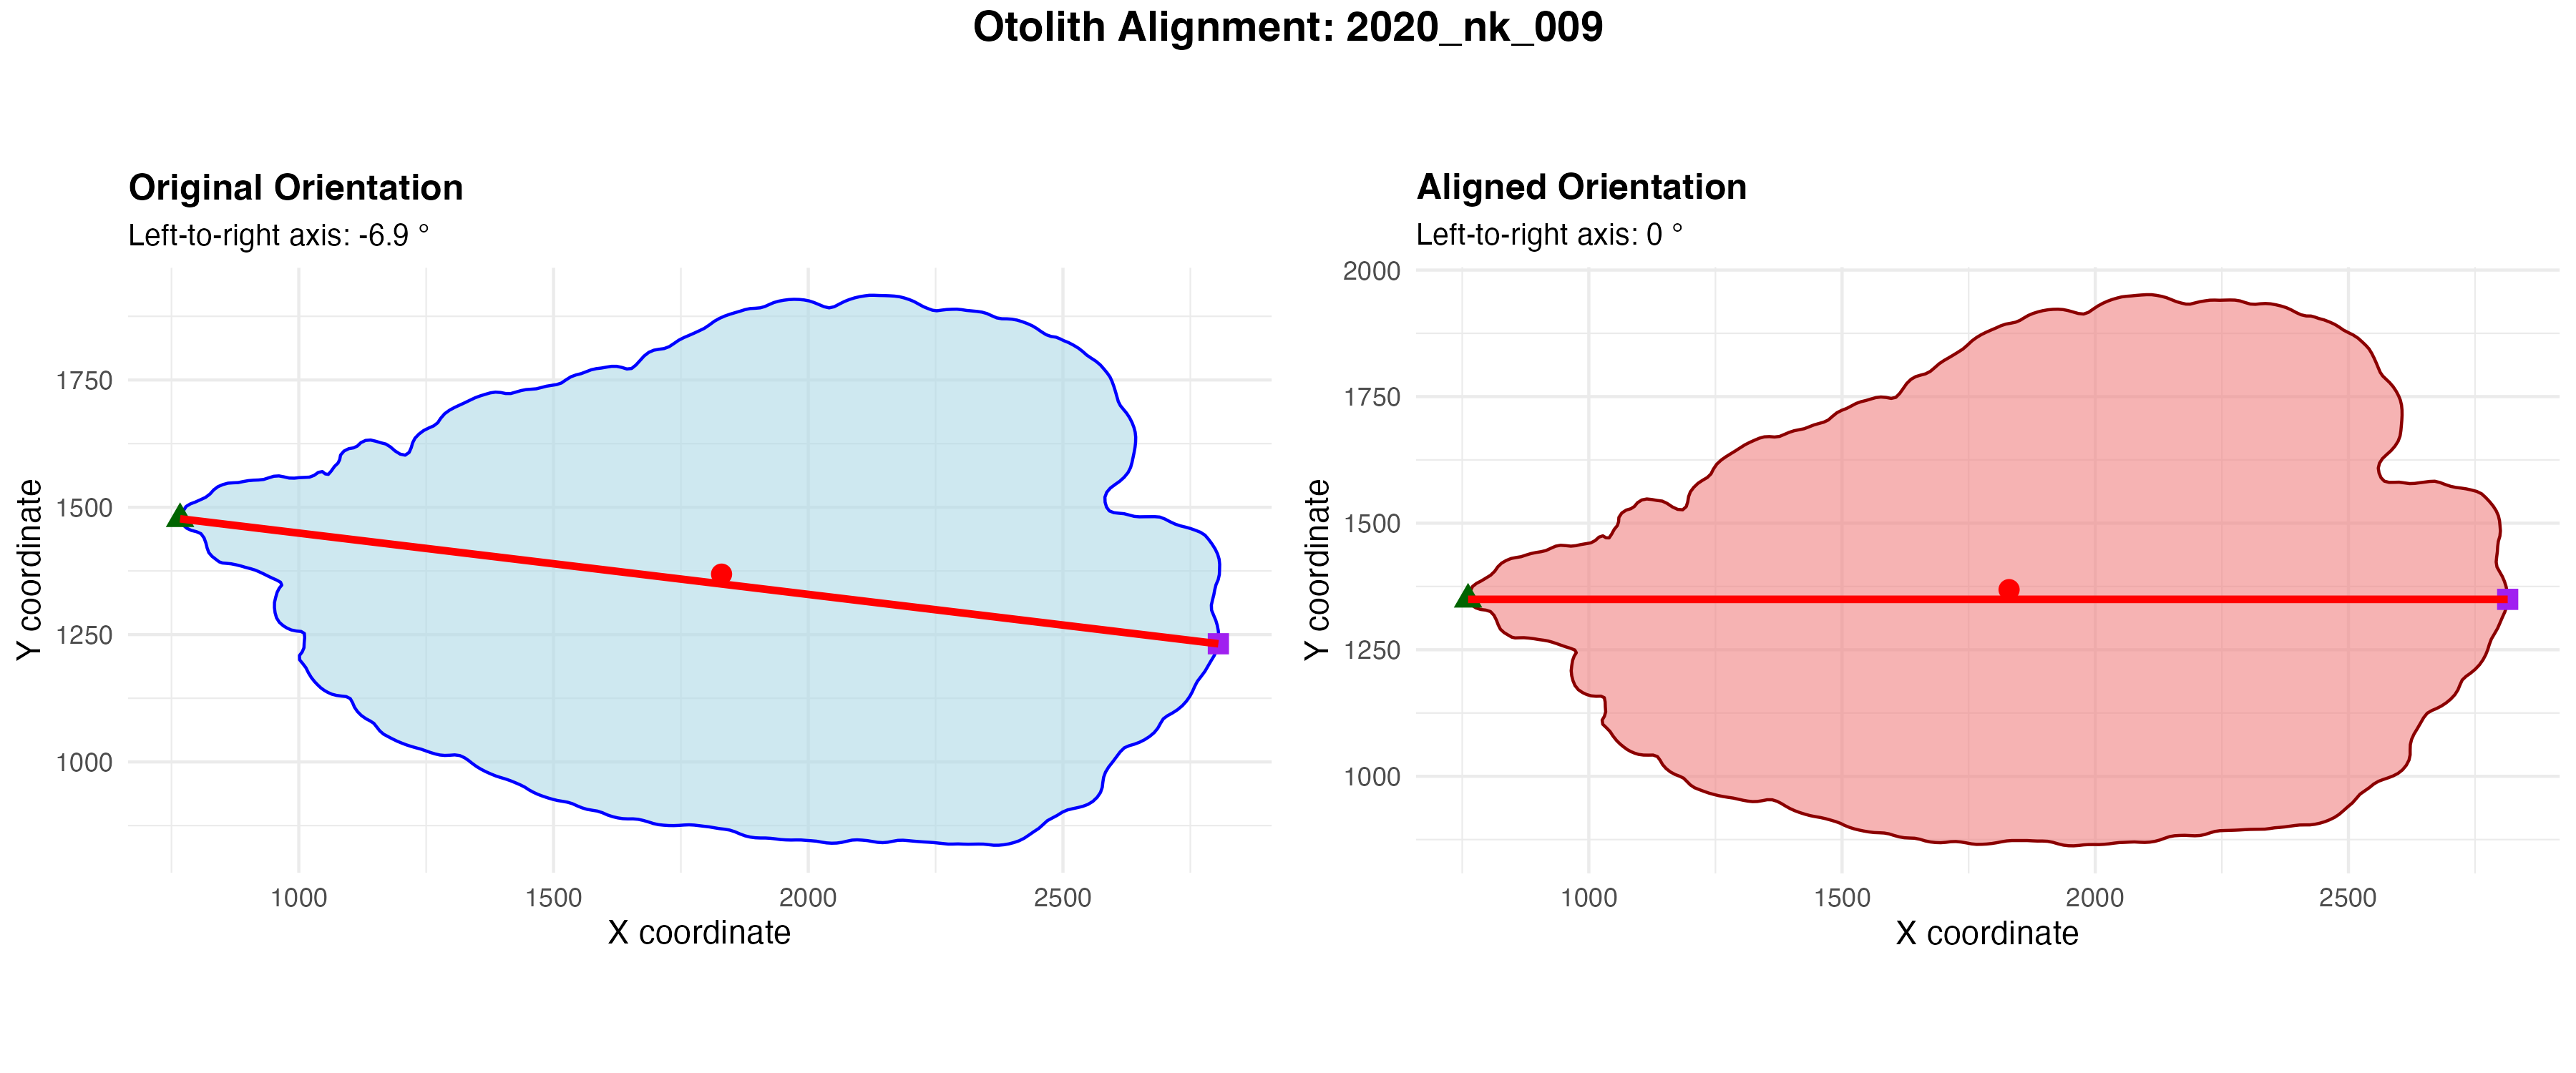 Otolith Alignment: 2020_nk_009
Original Orientation
Left-to-right axis: -6.9 °
1750
1500
1250
1000
Y coordinate
1000 1500 2000 2500
X coordinate
Aligned Orientation
Left-to-right axis: 0 °
2000
1750
1500
1250
1000
Y coordinate
1000 1500 2000 2500
X coordinate